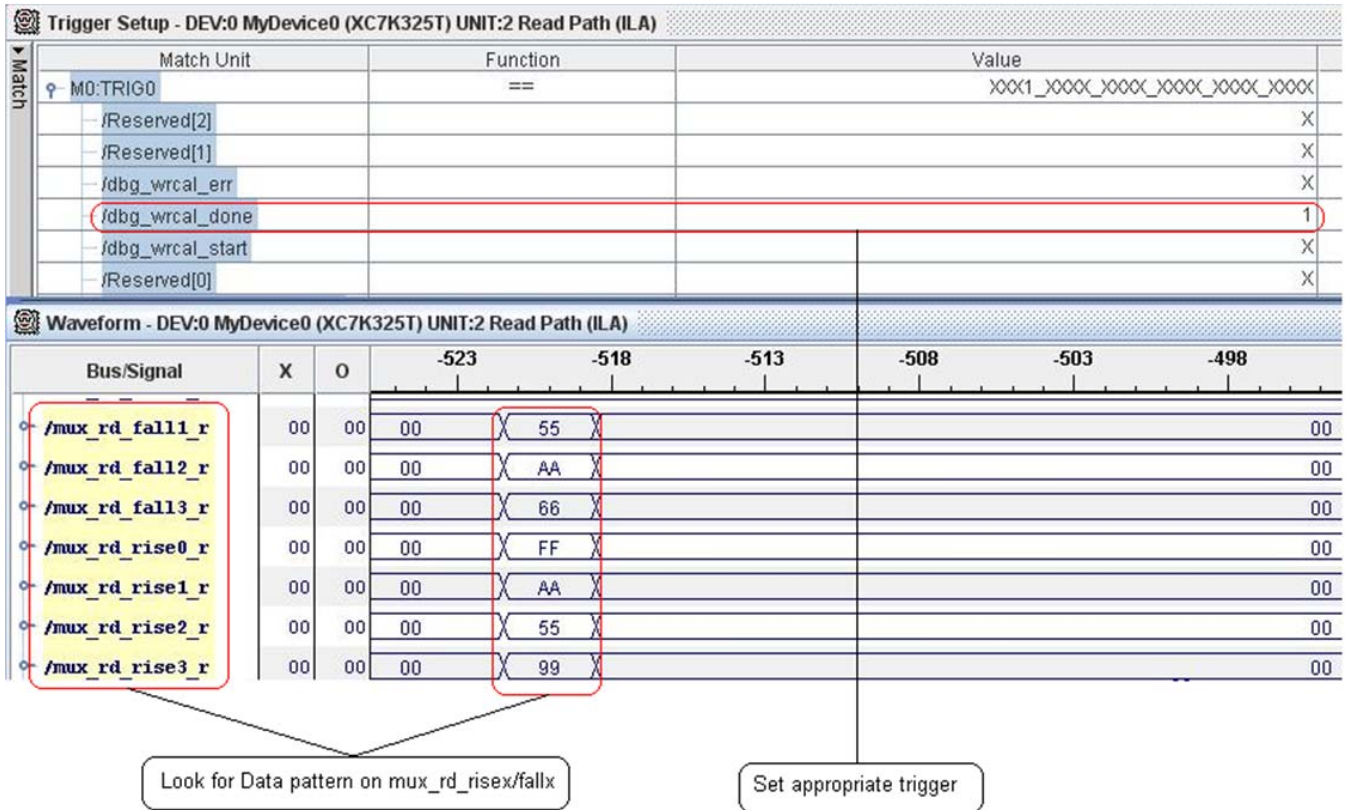 Trigger Setup - DEV:0 MyDevice0 (XC7K325T) UNIT:2 Read Path (ILA)
Match
Match Unit Function Value
M0:TRIG0 == XXX1_XXXX_XXXX_XXXX_XXXX_XXXX
/Reserved[2] X
/Reserved[1] X
/dbg_wrcal_err X
/dbg_wrcal_done 1
/dbg_wrcal_start X
/Reserved[0] X
Waveform - DEV:0 MyDevice0 (XC7K325T) UNIT:2 Read Path (ILA)
Bus/Signal X O -523 -518 -513 -508 -503 -498
/mux_rd_fall1_r 00 00 00 55 00
/mux_rd_fall2_r 00 00 00 AA 00
/mux_rd_fall3_r 00 00 00 66 00
/mux_rd_rise0_r 00 00 00 FF 00
/mux_rd_rise1_r 00 00 00 AA 00
/mux_rd_rise2_r 00 00 00 55 00
/mux_rd_rise3_r 00 00 00 99 00
Look for Data pattern on mux_rd_risex/fallx
Set appropriate trigger